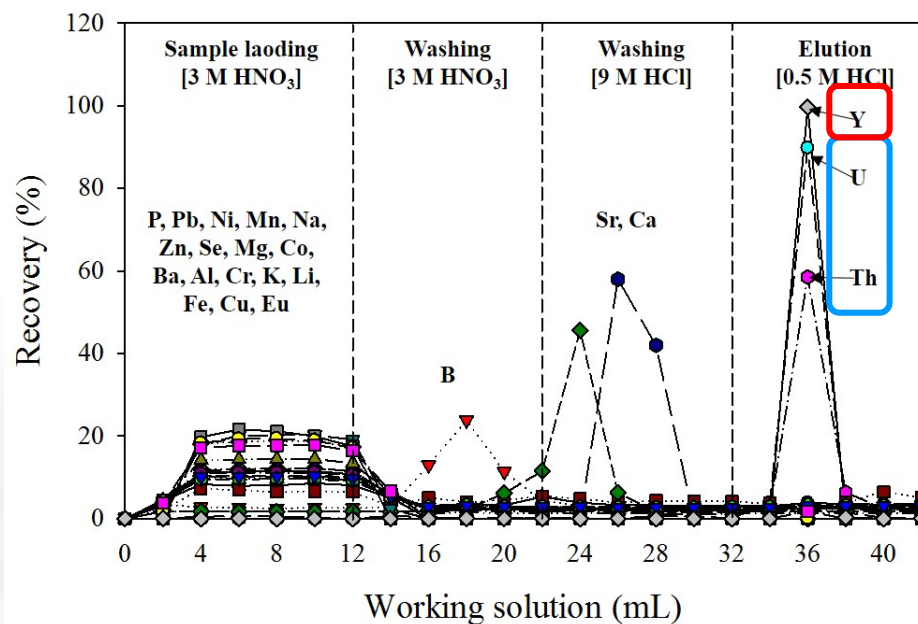 120
100
80
60
40
20
0
Recovery (%)
Sample laoding
[3 M HNO₃]
Washing
[3 M HNO₃]
Washing
[9 M HCl]
Elution
[0.5 M HCl]
Y
U
Th
P, Pb, Ni, Mn, Na,
Zn, Se, Mg, Co,
Ba, Al, Cr, K, Li,
Fe, Cu, Eu
B
Sr, Ca
0 4 8 12 16 20 24 28 32 36 40
Working solution (mL)